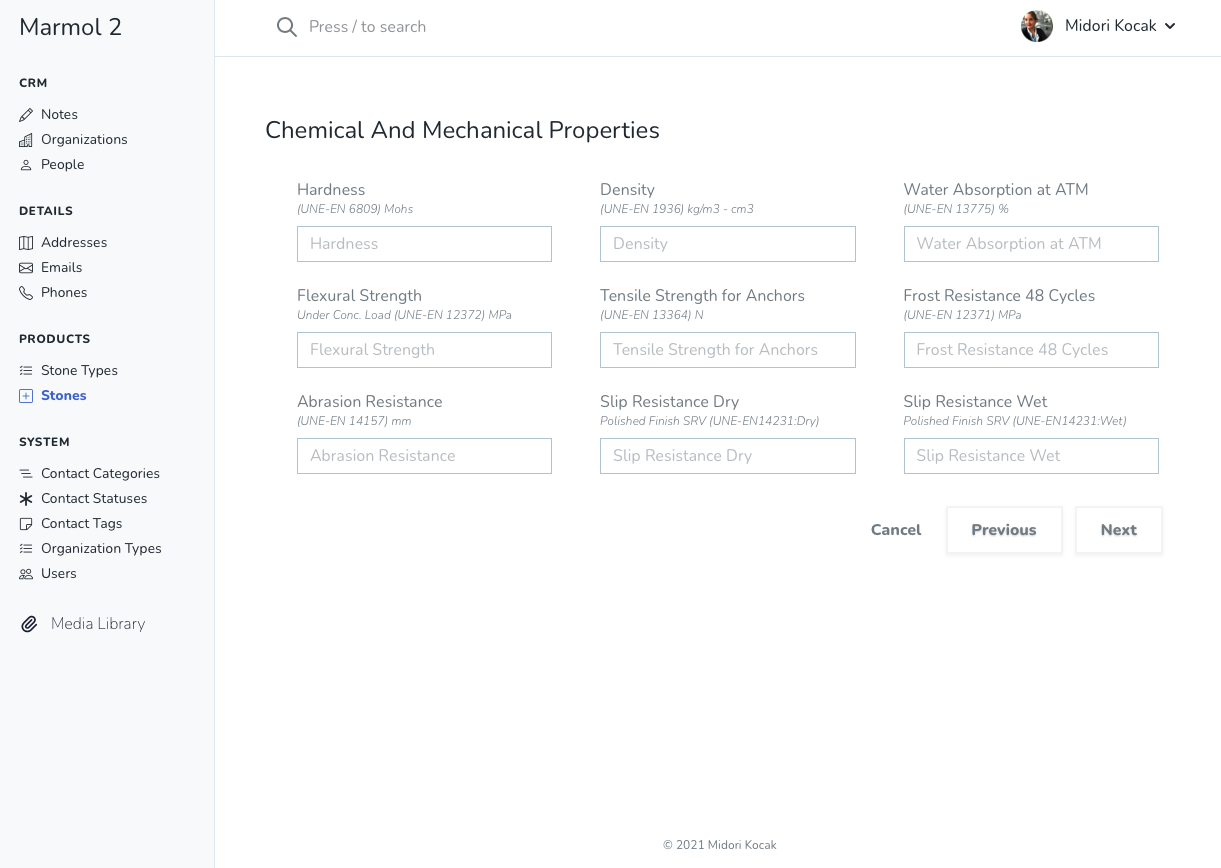 Marmol 2
Press / to search
Midori Kocak
CRM
Notes
Organizations
People
DETAILS
Addresses
Emails
Phones
PRODUCTS
Stone Types
Stones
SYSTEM
Contact Categories
Contact Statuses
Contact Tags
Organization Types
Users
Media Library
Chemical And Mechanical Properties
Hardness
(UNE-EN 6809) Mohs
Hardness
Density
(UNE-EN 1936) kg/m3 - cm3
Density
Water Absorption at ATM
(UNE-EN 13775) %
Water Absorption at ATM
Flexural Strength
Under Conc. Load (UNE-EN 12372) MPa
Flexural Strength
Tensile Strength for Anchors
(UNE-EN 13364) N
Tensile Strength for Anchors
Frost Resistance 48 Cycles
(UNE-EN 12371) MPa
Frost Resistance 48 Cycles
Abrasion Resistance
(UNE-EN 14157) mm
Abrasion Resistance
Slip Resistance Dry
Polished Finish SRV (UNE-EN14231:Dry)
Slip Resistance Dry
Slip Resistance Wet
Polished Finish SRV (UNE-EN14231:Wet)
Slip Resistance Wet
Cancel
Previous
Next
© 2021 Midori Kocak